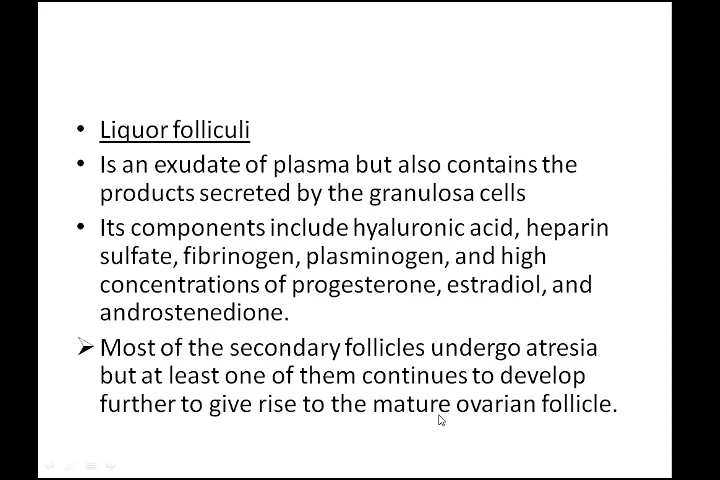 • Liquor folliculi
• Is an exudate of plasma but also contains the
products secreted by the granulosa cells
• Its components include hyaluronic acid, heparin
sulfate, fibrinogen, plasminogen, and high
concentrations of progesterone, estradiol, and
androstenedione.
➢ Most of the secondary follicles undergo atresia
but at least one of them continues to develop
further to give rise to the mature ovarian follicle.